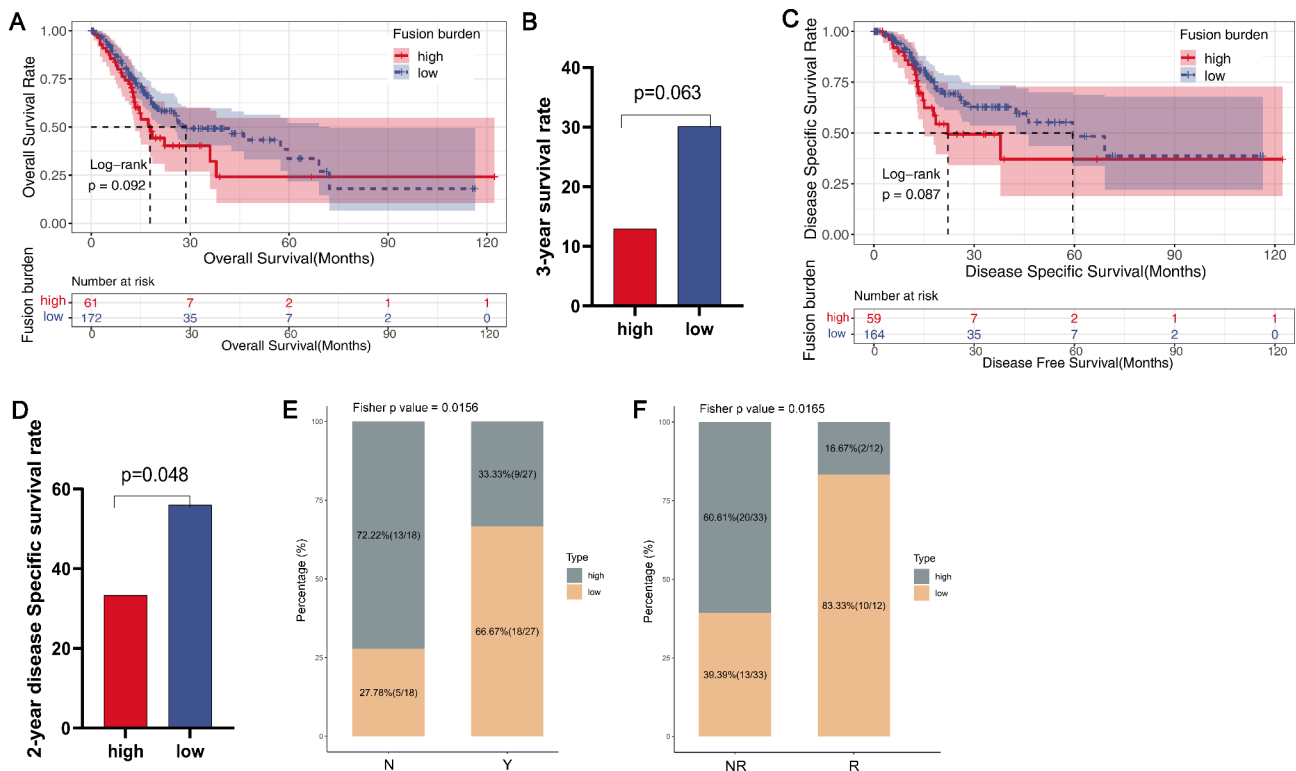 A
Fusion burden
high
low
Overall Survival Rate
1.00
0.75
0.50
0.25
0.00
Log-rank
p = 0.092
0 30 60 90 120
Overall Survival(Months)
Number at risk
Fusion burden
high 61 7 2 1 1
low 172 35 7 2 0
0 30 60 90 120
Overall Survival(Months)
B
3-year survival rate
40
30
20
10
0
p=0.063
high low
C
Fusion burden
high
low
Disease Specific Survival Rate
1.00
0.75
0.50
0.25
0.00
Log-rank
p = 0.087
0 30 60 90 120
Disease Specific Survival(Months)
Number at risk
Fusion burden
high 59 7 2 1 1
low 164 35 7 2 0
0 30 60 90 120
Disease Free Survival(Months)
D
2-year disease Specific survival rate
60
40
20
0
p=0.048
high low
E
Fisher p value = 0.0156
Percentage (%)
100
75
50
25
0
72.22%(13/18)
27.78%(5/18)
33.33%(9/27)
66.67%(18/27)
N Y
Type
high
low
F
Fisher p value = 0.0165
Percentage (%)
100
75
50
25
0
60.61%(20/33)
39.39%(13/33)
16.67%(2/12)
83.33%(10/12)
NR R
Type
high
low